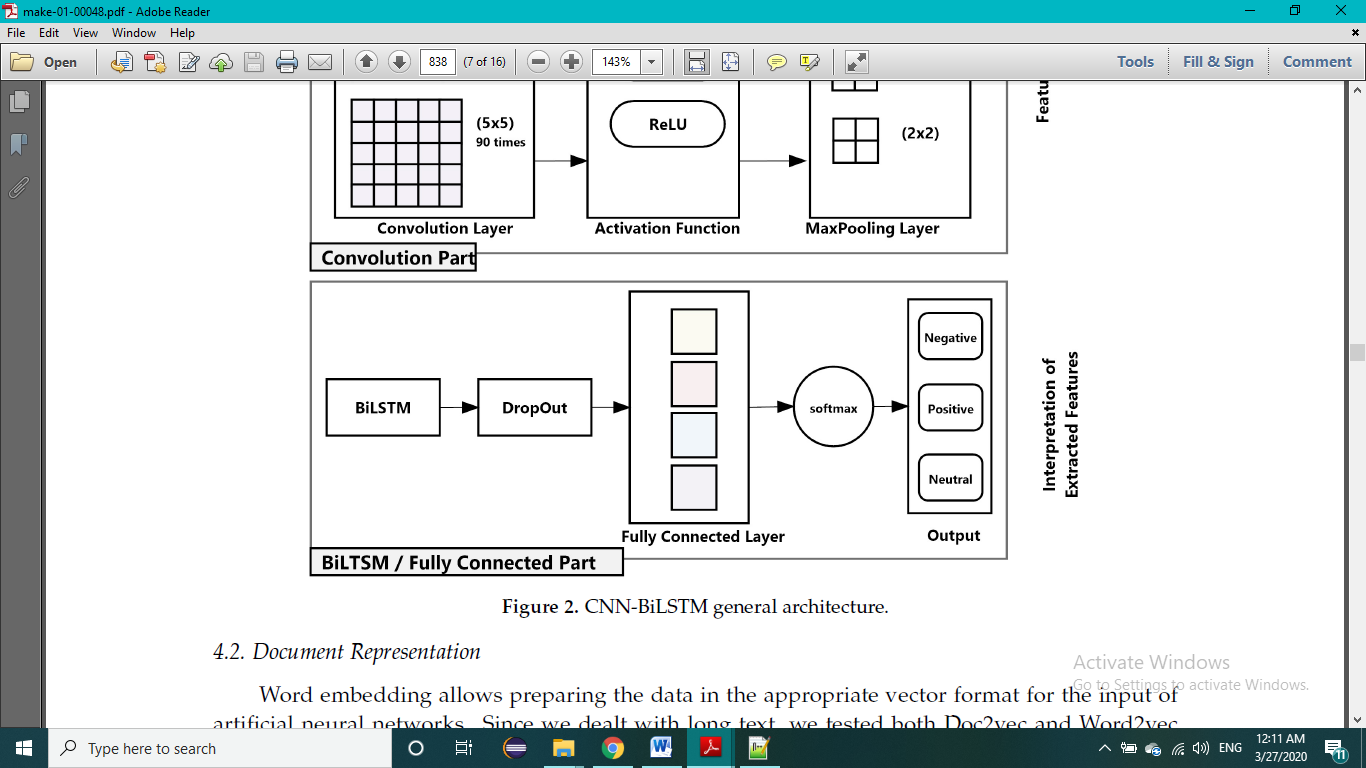 make-01-00048.pdf - Adobe Reader
File Edit View Window Help
Open 838 (7 of 16) 143% Tools Fill & Sign Comment
(5x5)
90 times
ReLU
(2x2)
Featu
Convolution Layer Activation Function MaxPooling Layer
Convolution Part
BiLSTM
DropOut
softmax
Negative
Positive
Neutral
Interpretation of
Extracted Features
Fully Connected Layer Output
BiLTSM / Fully Connected Part
Figure 2. CNN-BiLSTM general architecture.
4.2. Document Representation
Activate Windows
Go to Settings to activate Windows.
Word embedding allows preparing the data in the appropriate vector format for the input of
artificial neural networks. Since we dealt with long text, we tested both Doc2vec and Word2vec
Type here to search
ENG
12:11 AM
3/27/2020
11